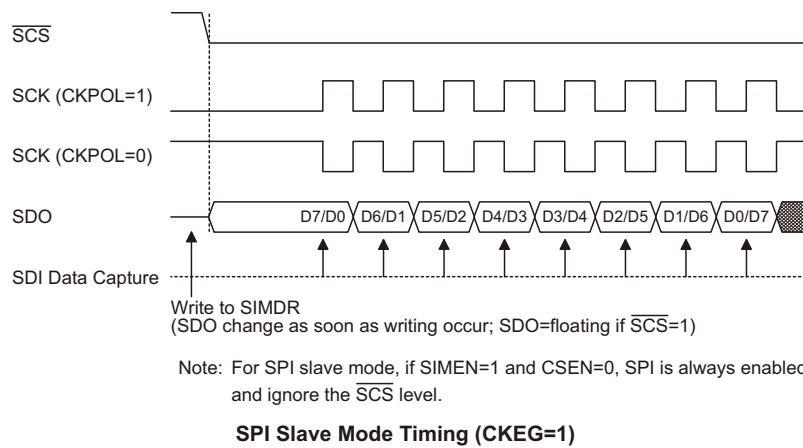 SCS
SCK (CKPOL=1)
SCK (CKPOL=0)
SDO
D7/D0 D6/D1 D5/D2 D4/D3 D3/D4 D2/D5 D1/D6 D0/D7
SDI Data Capture
Write to SIMDR
(SDO change as soon as writing occur; SDO=floating if SCS=1)
Note: For SPI slave mode, if SIMEN=1 and CSEN=0, SPI is always enabled
and ignore the SCS level.
SPI Slave Mode Timing (CKEG=1)